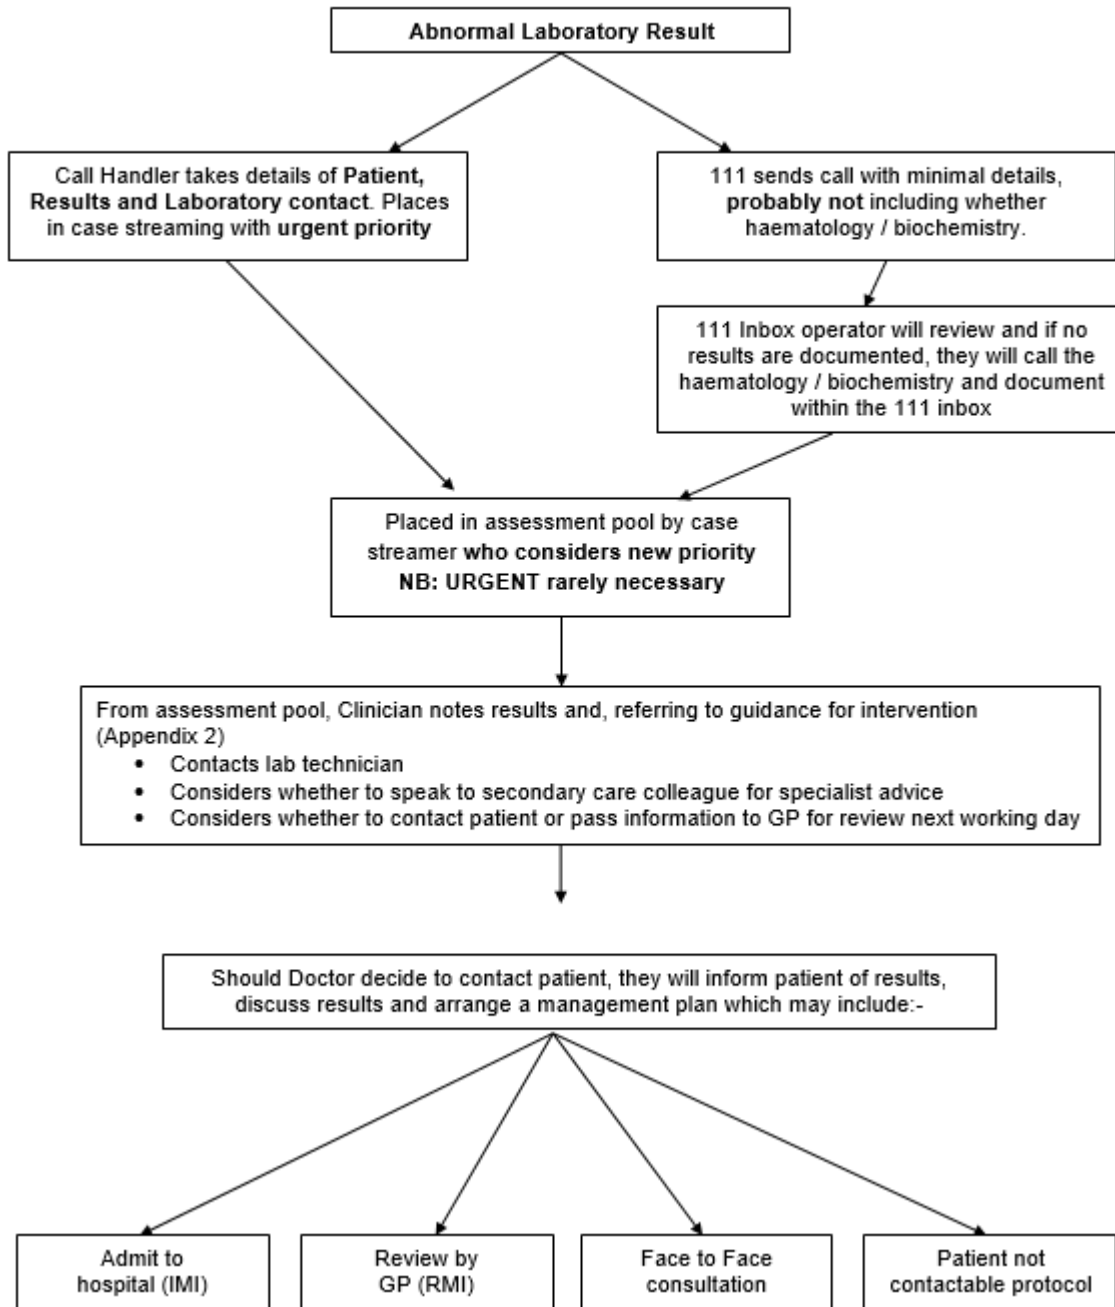 Abnormal Laboratory Result
Call Handler takes details of Patient,
Results and Laboratory contact. Places
in case streaming with urgent priority
111 sends call with minimal details,
probably not including whether
haematology / biochemistry.
111 Inbox operator will review and if no
results are documented, they will call the
haematology / biochemistry and document
within the 111 inbox
Placed in assessment pool by case
streamer who considers new priority
NB: URGENT rarely necessary
From assessment pool, Clinician notes results and, referring to guidance for intervention
(Appendix 2)
• Contacts lab technician
• Considers whether to speak to secondary care colleague for specialist advice
• Considers whether to contact patient or pass information to GP for review next working day
Should Doctor decide to contact patient, they will inform patient of results,
discuss results and arrange a management plan which may include:-
Admit to
hospital (IMI)
Review by
GP (RMI)
Face to Face
consultation
Patient not
contactable protocol